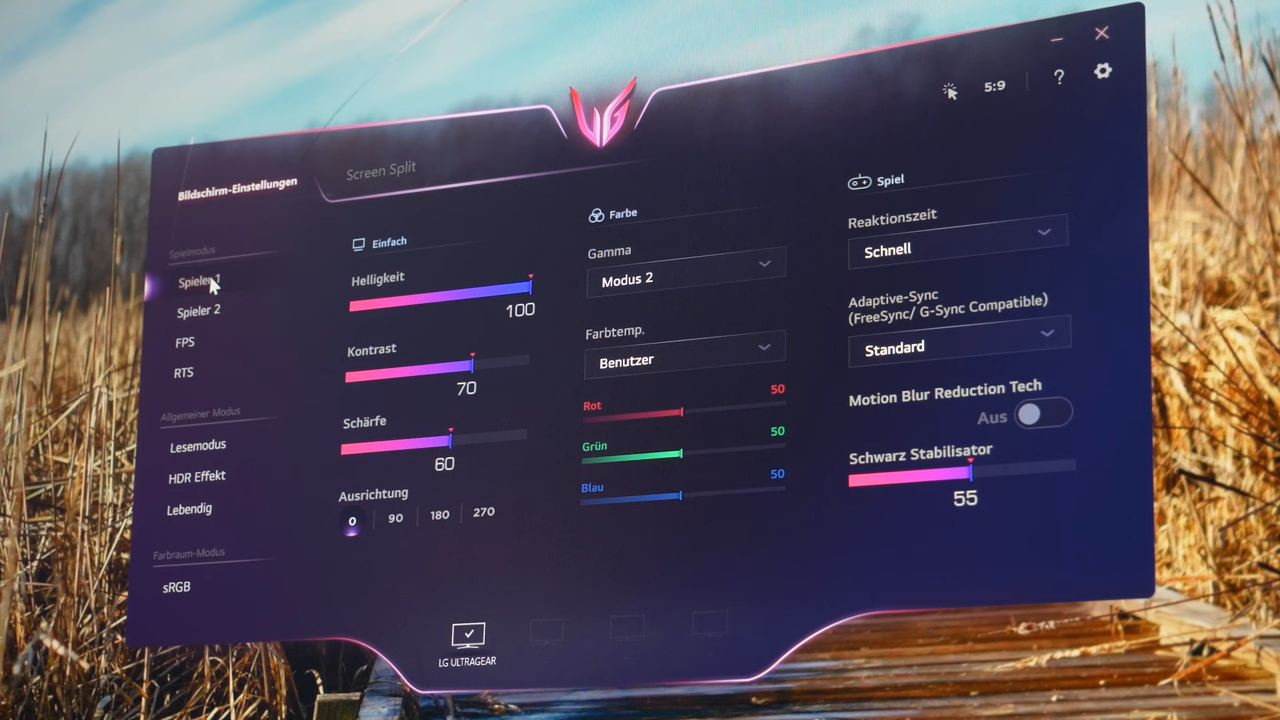 5:9
?
Bildschirm-Einstellungen
Screen Split
Spielmodus
Spieler 1
Spieler 2
FPS
RTS
Allgemeiner Modus
Lesemodus
HDR Effekt
Lebendig
Farbraum-Modus
sRGB
Einfach
Helligkeit
100
Kontrast
70
Schärfe
60
Ausrichtung
0 90 180 270
Farbe
Gamma
Modus 2
Farbtemp.
Benutzer
Rot 50
Grün 50
Blau 50
Spiel
Reaktionszeit
Schnell
Adaptive-Sync
(FreeSync/ G-Sync Compatible)
Standard
Motion Blur Reduction Tech
Aus
Schwarz Stabilisator
55
LG ULTRAGEAR